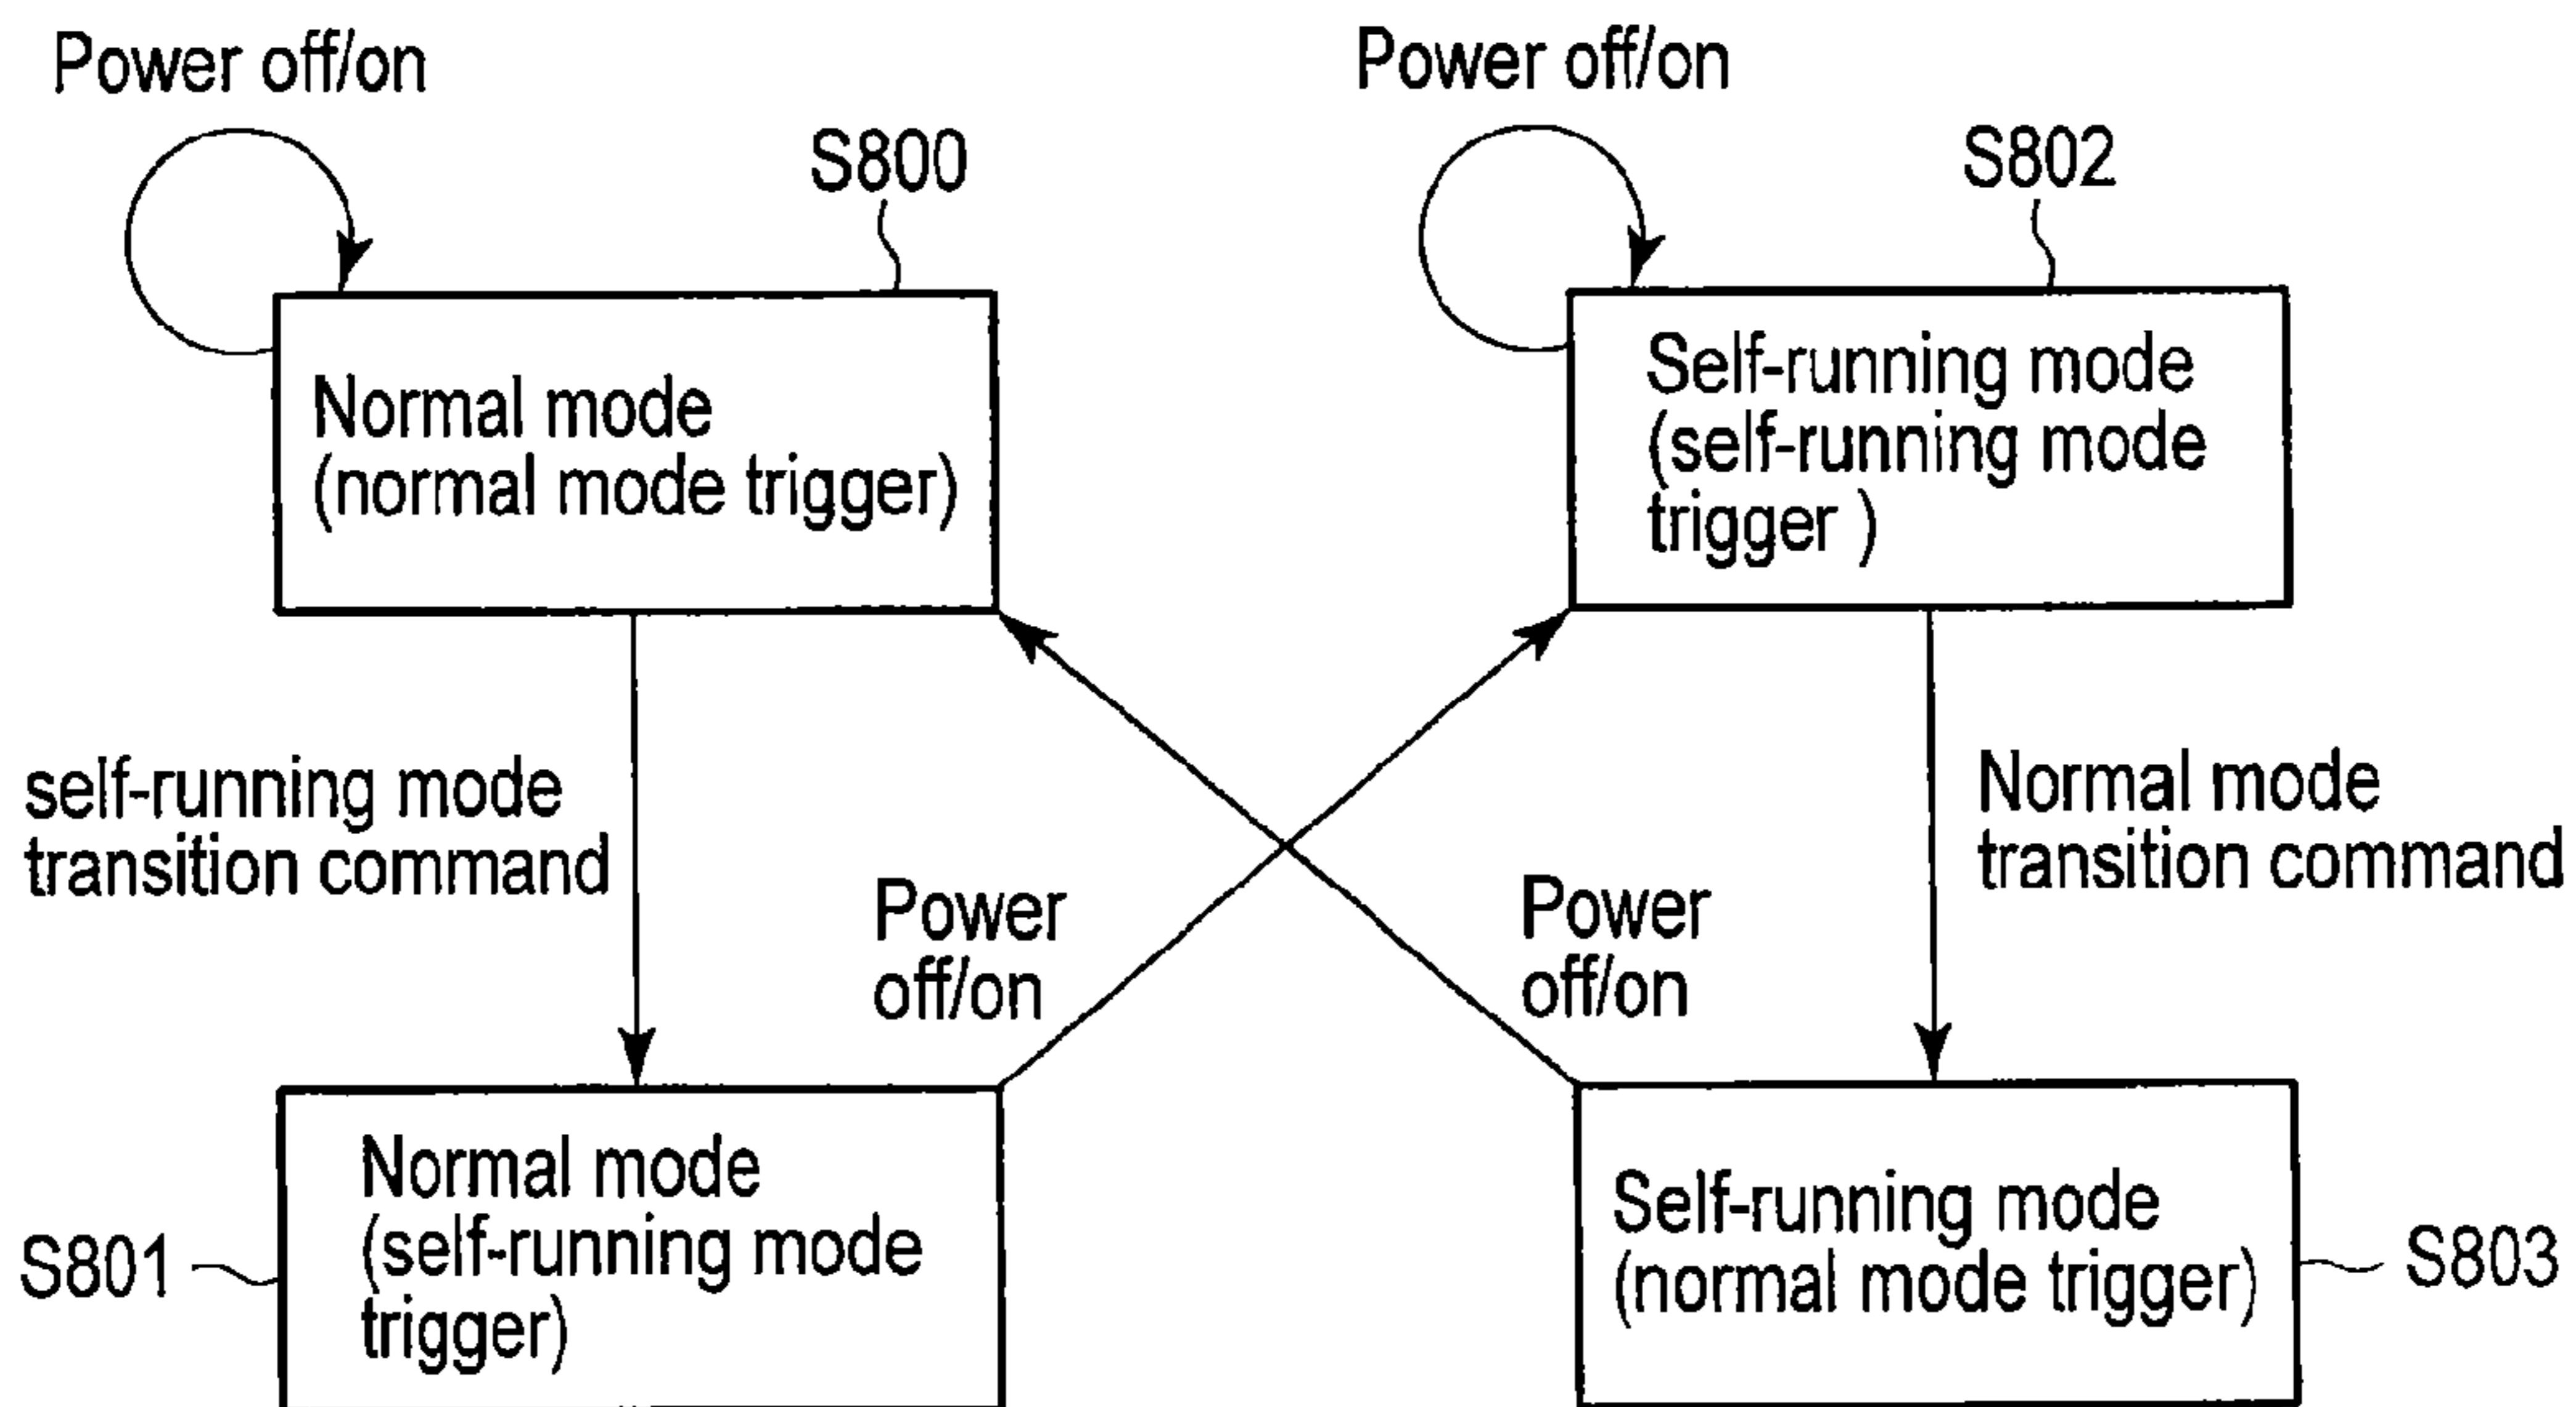 Power off/on
Power off/on
S800
S802
Normal mode
(normal mode trigger)
Self-running mode
(self-running mode
trigger )
self-running mode
transition command
Normal mode
transition command
Power
off/on
Power
off/on
Normal mode
(self-running mode
trigger)
Self-running mode
(normal mode trigger)
S801
S803